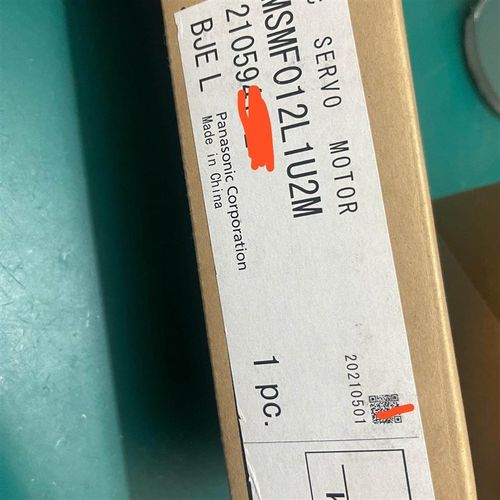 SERVO MOTOR
MSMF012L1U2M
21059
BJE L
Panasonic Corporation
Made in China
1 pc.
20210501